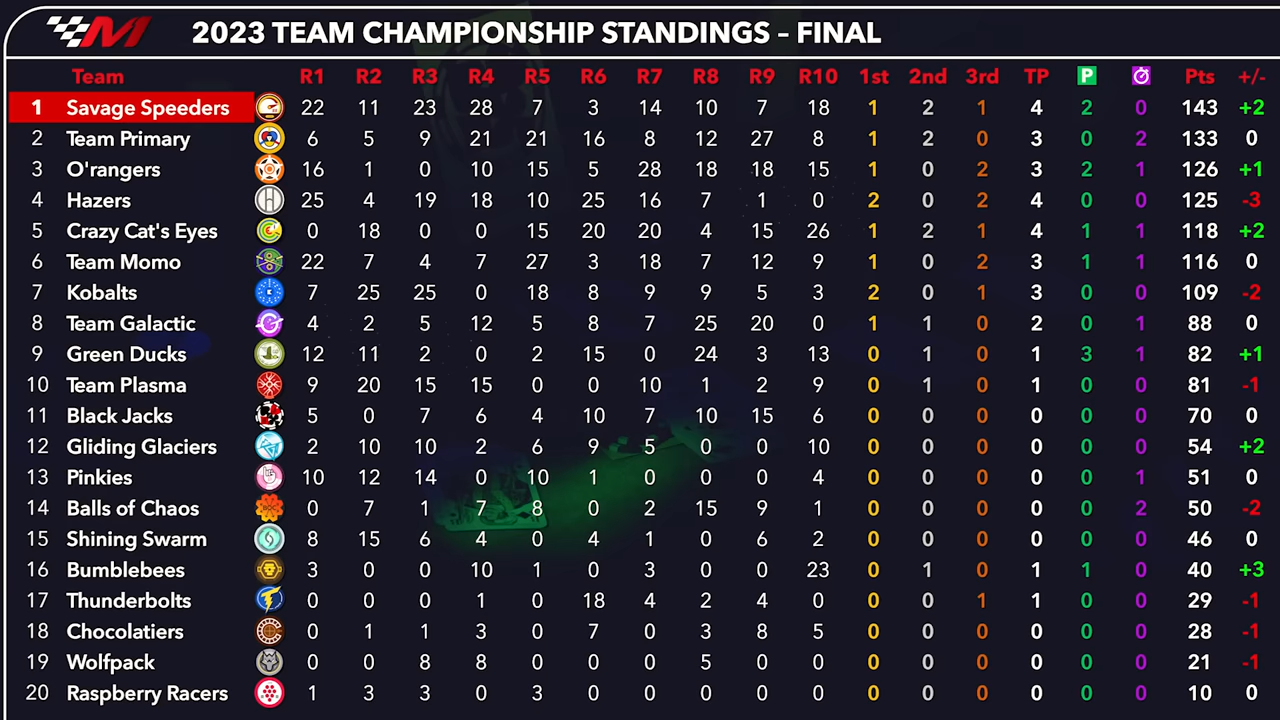 M 2023 TEAM CHAMPIONSHIP STANDINGS – FINAL
Team R1 R2 R3 R4 R5 R6 R7 R8 R9 R10 1st 2nd 3rd TP P Pts +/-
1 Savage Speeders 22 11 23 28 7 3 14 10 7 18 1 2 1 4 2 0 143 +2
2 Team Primary 6 5 9 21 21 16 8 12 27 8 1 2 0 3 0 2 133 0
3 O'rangers 16 1 0 10 15 5 28 18 18 15 1 0 2 3 2 1 126 +1
4 Hazers 25 4 19 18 10 25 16 7 1 0 2 0 2 4 0 0 125 -3
5 Crazy Cat's Eyes 0 18 0 0 15 20 20 4 15 26 1 2 1 4 1 1 118 +2
6 Team Momo 22 7 4 7 27 3 18 7 12 9 1 0 2 3 1 1 116 0
7 Kobalts 7 25 25 0 18 8 9 9 5 3 2 0 1 3 0 0 109 -2
8 Team Galactic 4 2 5 12 5 8 7 25 20 0 1 1 0 2 0 1 88 0
9 Green Ducks 12 11 2 0 2 15 0 24 3 13 0 1 0 1 3 1 82 +1
10 Team Plasma 9 20 15 15 0 0 10 1 2 9 0 1 0 1 0 0 81 -1
11 Black Jacks 5 0 7 6 4 10 7 10 15 6 0 0 0 0 0 0 70 0
12 Gliding Glaciers 2 10 10 2 6 9 5 0 0 10 0 0 0 0 0 0 54 +2
13 Pinkies 10 12 14 0 10 1 0 0 0 4 0 0 0 0 0 1 51 0
14 Balls of Chaos 0 7 1 7 8 0 2 15 9 1 0 0 0 0 0 2 50 -2
15 Shining Swarm 8 15 6 4 0 4 1 0 6 2 0 0 0 0 0 0 46 0
16 Bumblebees 3 0 0 10 1 0 3 0 0 23 0 1 0 1 1 0 40 +3
17 Thunderbolts 0 0 0 1 0 18 4 2 4 0 0 0 1 1 0 0 29 -1
18 Chocolatiers 0 1 1 3 0 7 0 3 8 5 0 0 0 0 0 0 28 -1
19 Wolfpack 0 0 8 8 0 0 0 5 0 0 0 0 0 0 0 0 21 -1
20 Raspberry Racers 1 3 3 0 3 0 0 0 0 0 0 0 0 0 0 0 10 0